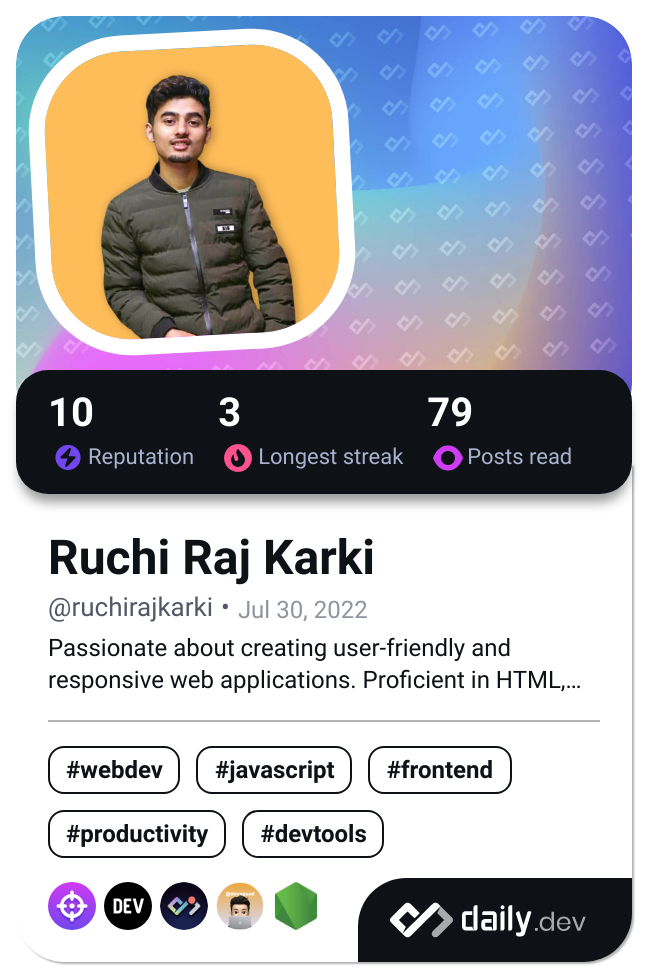 10 3 79
Reputation Longest streak Posts read
Ruchi Raj Karki
@ruchirajkarki • Jul 30, 2022
Passionate about creating user-friendly and
responsive web applications. Proficient in HTML,...
#webdev #javascript #frontend
#productivity #devtools
DEV
daily.dev